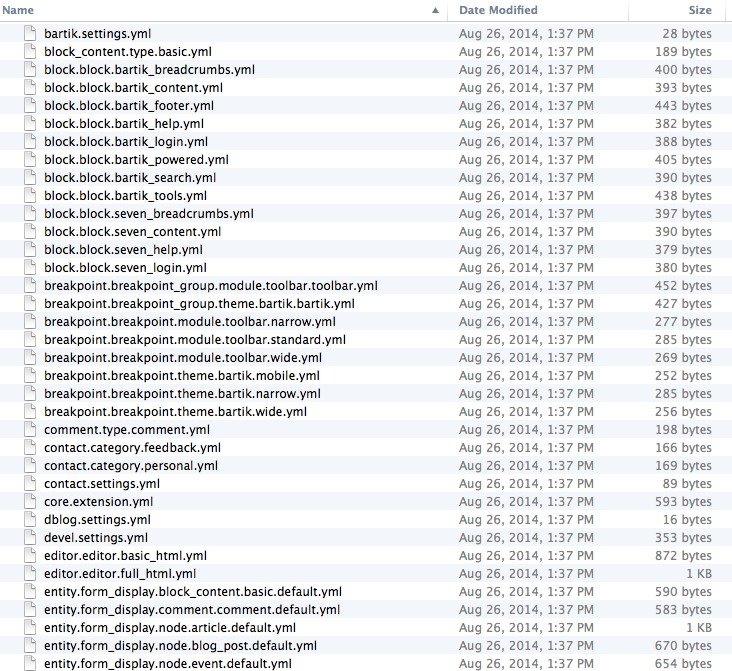 Name Date Modified Size
bartik.settings.yml Aug 26, 2014, 1:37 PM 28 bytes
block_content.type.basic.yml Aug 26, 2014, 1:37 PM 189 bytes
block.block.bartik_breadcrumbs.yml Aug 26, 2014, 1:37 PM 400 bytes
block.block.bartik_content.yml Aug 26, 2014, 1:37 PM 393 bytes
block.block.bartik_footer.yml Aug 26, 2014, 1:37 PM 443 bytes
block.block.bartik_help.yml Aug 26, 2014, 1:37 PM 382 bytes
block.block.bartik_login.yml Aug 26, 2014, 1:37 PM 388 bytes
block.block.bartik_powered.yml Aug 26, 2014, 1:37 PM 405 bytes
block.block.bartik_search.yml Aug 26, 2014, 1:37 PM 390 bytes
block.block.bartik_tools.yml Aug 26, 2014, 1:37 PM 438 bytes
block.block.seven_breadcrumbs.yml Aug 26, 2014, 1:37 PM 397 bytes
block.block.seven_content.yml Aug 26, 2014, 1:37 PM 390 bytes
block.block.seven_help.yml Aug 26, 2014, 1:37 PM 379 bytes
block.block.seven_login.yml Aug 26, 2014, 1:37 PM 380 bytes
breakpoint.breakpoint_group.module.toolbar.toolbar.yml Aug 26, 2014, 1:37 PM 452 bytes
breakpoint.breakpoint_group.theme.bartik.bartik.yml Aug 26, 2014, 1:37 PM 427 bytes
breakpoint.breakpoint.module.toolbar.narrow.yml Aug 26, 2014, 1:37 PM 277 bytes
breakpoint.breakpoint.module.toolbar.standard.yml Aug 26, 2014, 1:37 PM 285 bytes
breakpoint.breakpoint.module.toolbar.wide.yml Aug 26, 2014, 1:37 PM 269 bytes
breakpoint.breakpoint.theme.bartik.mobile.yml Aug 26, 2014, 1:37 PM 252 bytes
breakpoint.breakpoint.theme.bartik.narrow.yml Aug 26, 2014, 1:37 PM 285 bytes
breakpoint.breakpoint.theme.bartik.wide.yml Aug 26, 2014, 1:37 PM 256 bytes
comment.type.comment.yml Aug 26, 2014, 1:37 PM 198 bytes
contact.category.feedback.yml Aug 26, 2014, 1:37 PM 166 bytes
contact.category.personal.yml Aug 26, 2014, 1:37 PM 169 bytes
contact.settings.yml Aug 26, 2014, 1:37 PM 89 bytes
core.extension.yml Aug 26, 2014, 1:37 PM 593 bytes
dblog.settings.yml Aug 26, 2014, 1:37 PM 16 bytes
devel.settings.yml Aug 26, 2014, 1:37 PM 353 bytes
editor.editor.basic_html.yml Aug 26, 2014, 1:37 PM 872 bytes
editor.editor.full_html.yml Aug 26, 2014, 1:37 PM 1 KB
entity.form_display.block_content.basic.default.yml Aug 26, 2014, 1:37 PM 590 bytes
entity.form_display.comment.comment.default.yml Aug 26, 2014, 1:37 PM 583 bytes
entity.form_display.node.article.default.yml Aug 26, 2014, 1:37 PM 1 KB
entity.form_display.node.blog_post.default.yml Aug 26, 2014, 1:37 PM 670 bytes
entity.form_display.node.event.default.yml Aug 26, 2014, 1:37 PM 654 bytes